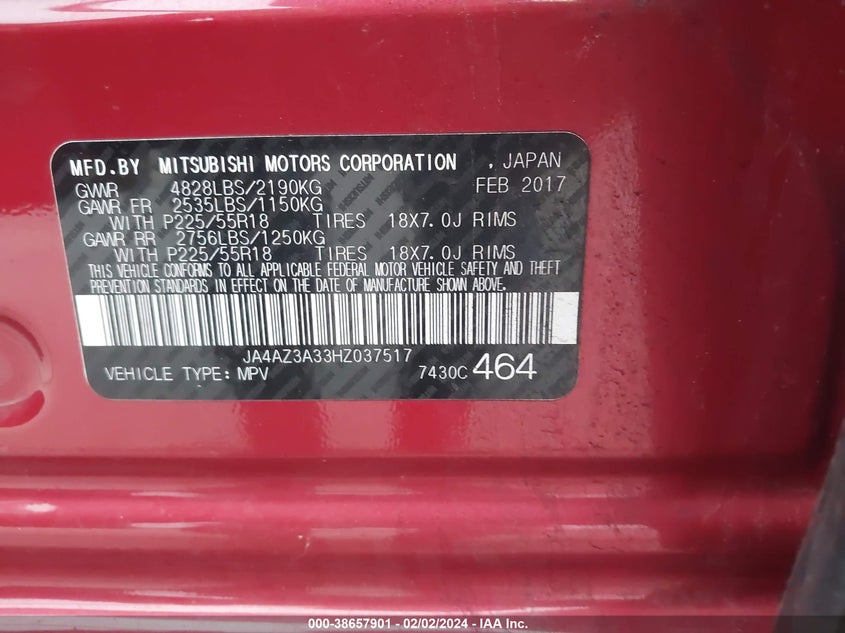 MFD.BY MITSUBISHI MOTORS CORPORATION , JAPAN
GVWR 4828LBS/2190KG FEB 2017
GAWR FR 2535LBS/1150KG
WITH P225/55R18 TIRES 18X7.0J RIMS
GAWR RR 2756LBS/1250KG
WITH P225/55R18 TIRES 18X7.0J RIMS
THIS VEHICLE CONFORMS TO ALL APPLICABLE FEDERAL MOTOR VEHICLE SAFETY AND THEFT
PREVENTION STANDARDS IN EFFECT ON THE DATE OF MANUFACTURE SHOWN ABOVE.
JA4AZ3A33HZ037517
VEHICLE TYPE: MPV 7430C 464
000-38657901 - 02/02/2024 - IAA Inc.